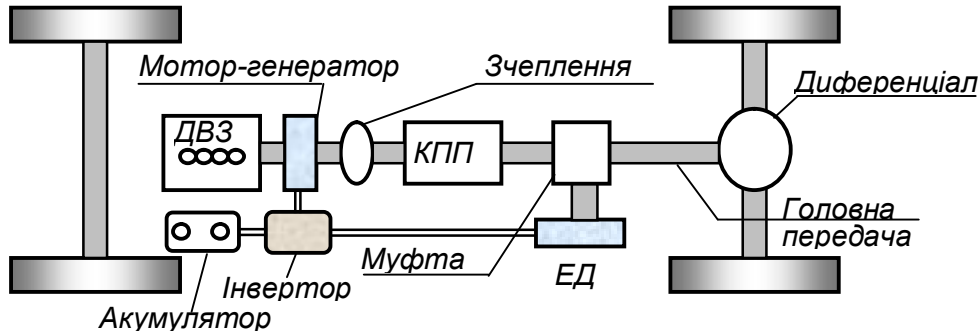 Мотор-генератор
Зчеплення
Диференціал
ДВЗ
КПП
Головна
передача
Муфта
ЕД
Інвертор
Акумулятор